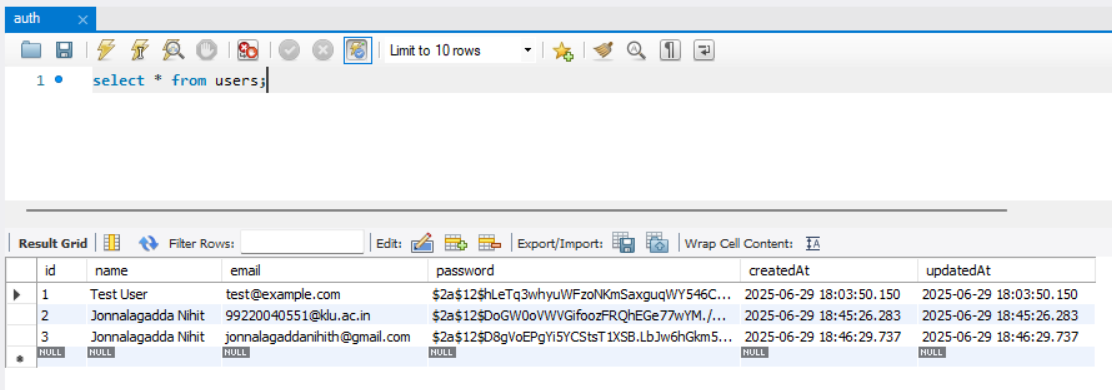 auth
Limit to 10 rows
1 select * from users;
Result Grid Filter Rows: Edit: Export/Import: Wrap Cell Content:
id name email password createdAt updatedAt
1 Test User test@example.com $2a$12$hLeTq3whyuWFzoNKmSaxguqWY546C... 2025-06-29 18:03:50.150 2025-06-29 18:03:50.150
2 Jonnalagadda Nihit 99220040551@klu.ac.in $2a$12$DoGW0oVWVGifoozFRQhEGe77wYM./... 2025-06-29 18:45:26.283 2025-06-29 18:45:26.283
3 Jonnalagadda Nihit jonnalagaddanihith@gmail.com $2a$12$D8gVoEPgYi5YCStsT1XSB.LbJw6hGkm5... 2025-06-29 18:46:29.737 2025-06-29 18:46:29.737
NULL NULL NULL NULL NULL NULL